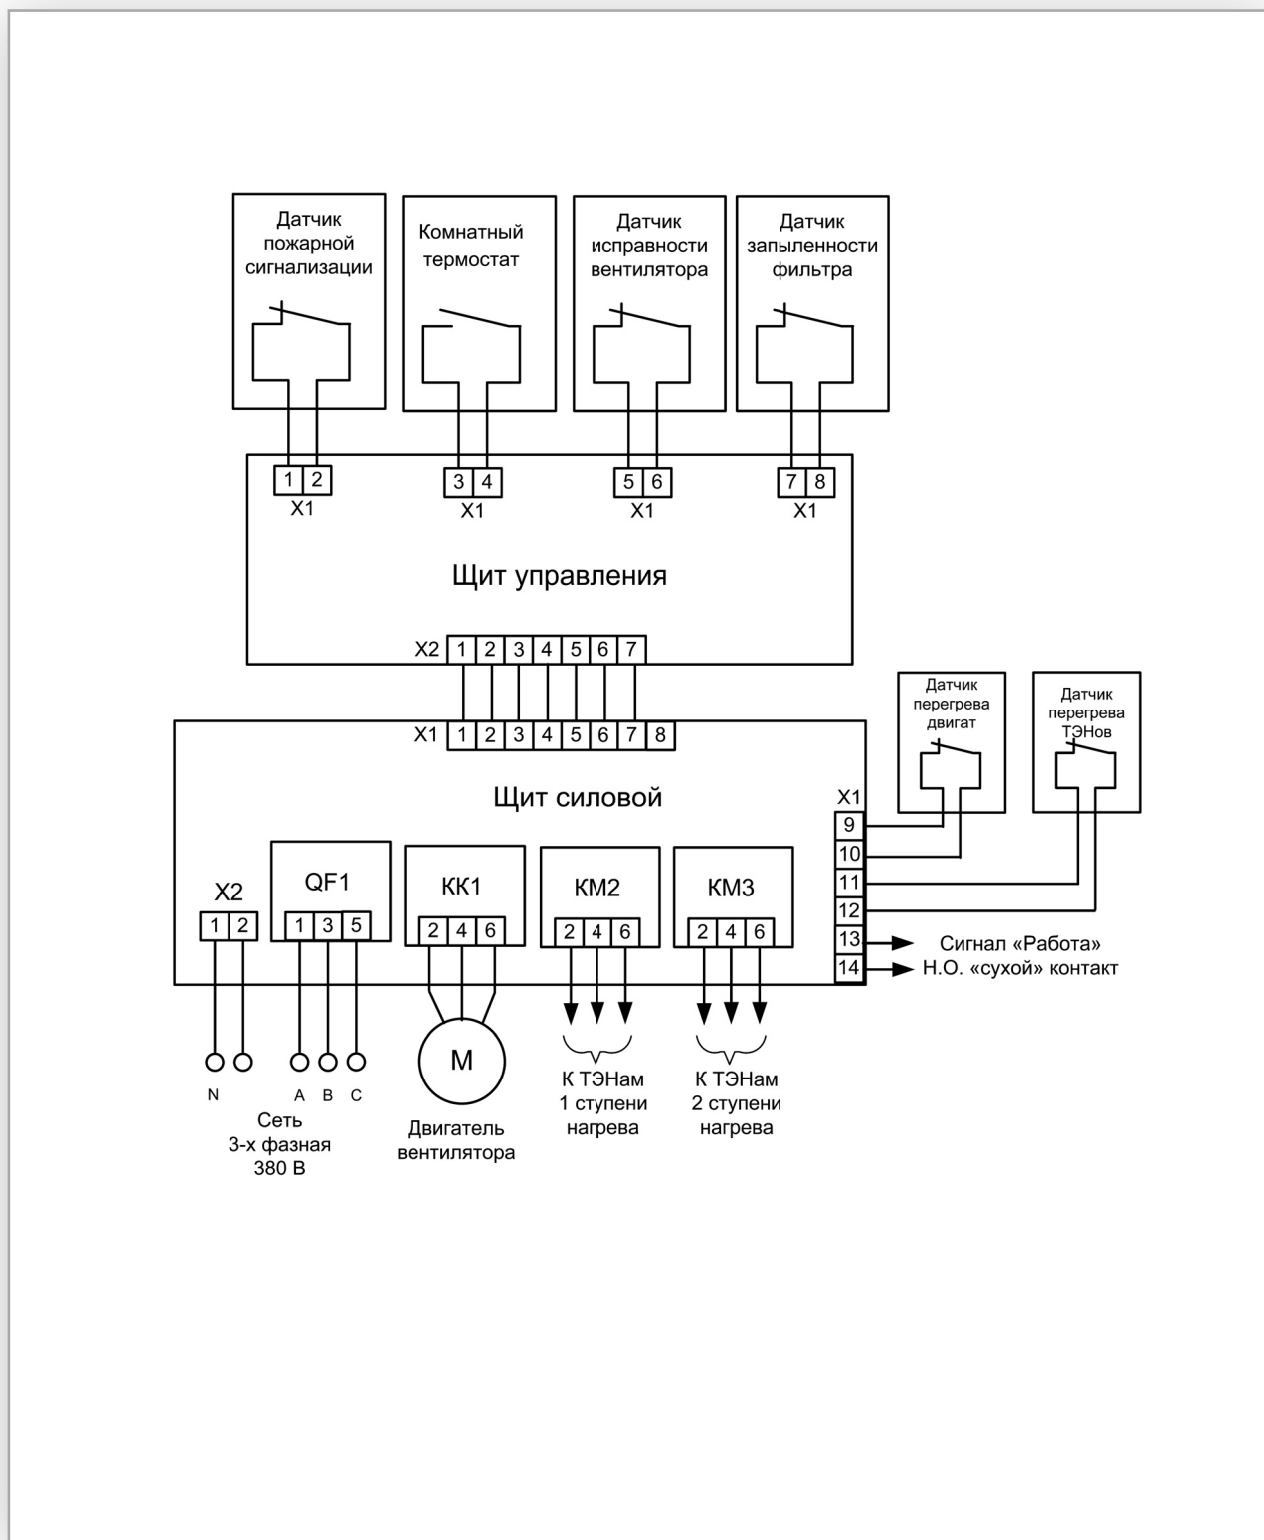 Датчик
пожарной
сигнализации
Комнатный
термостат
Датчик
исправности
вентилятора
Датчик
запыленности
фильтра
1 2
X1
3 4
X1
5 6
X1
7 8
X1
Щит управления
X2 1 2 3 4 5 6 7
X1 1 2 3 4 5 6 7 8
Щит силовой
Датчик
перегрева
двигат
Датчик
перегрева
ТЭНов
X1
9
10
11
12
13
14
Сигнал «Работа»
Н.О. «сухой» контакт
X2
1 2
QF1
1 3 5
КК1
2 4 6
КМ2
2 4 6
КМ3
2 4 6
N
A B C
Сеть
3-х фазная
380 В
М
Двигатель
вентилятора
К ТЭНам
1 ступени
нагрева
К ТЭНам
2 ступени
нагрева